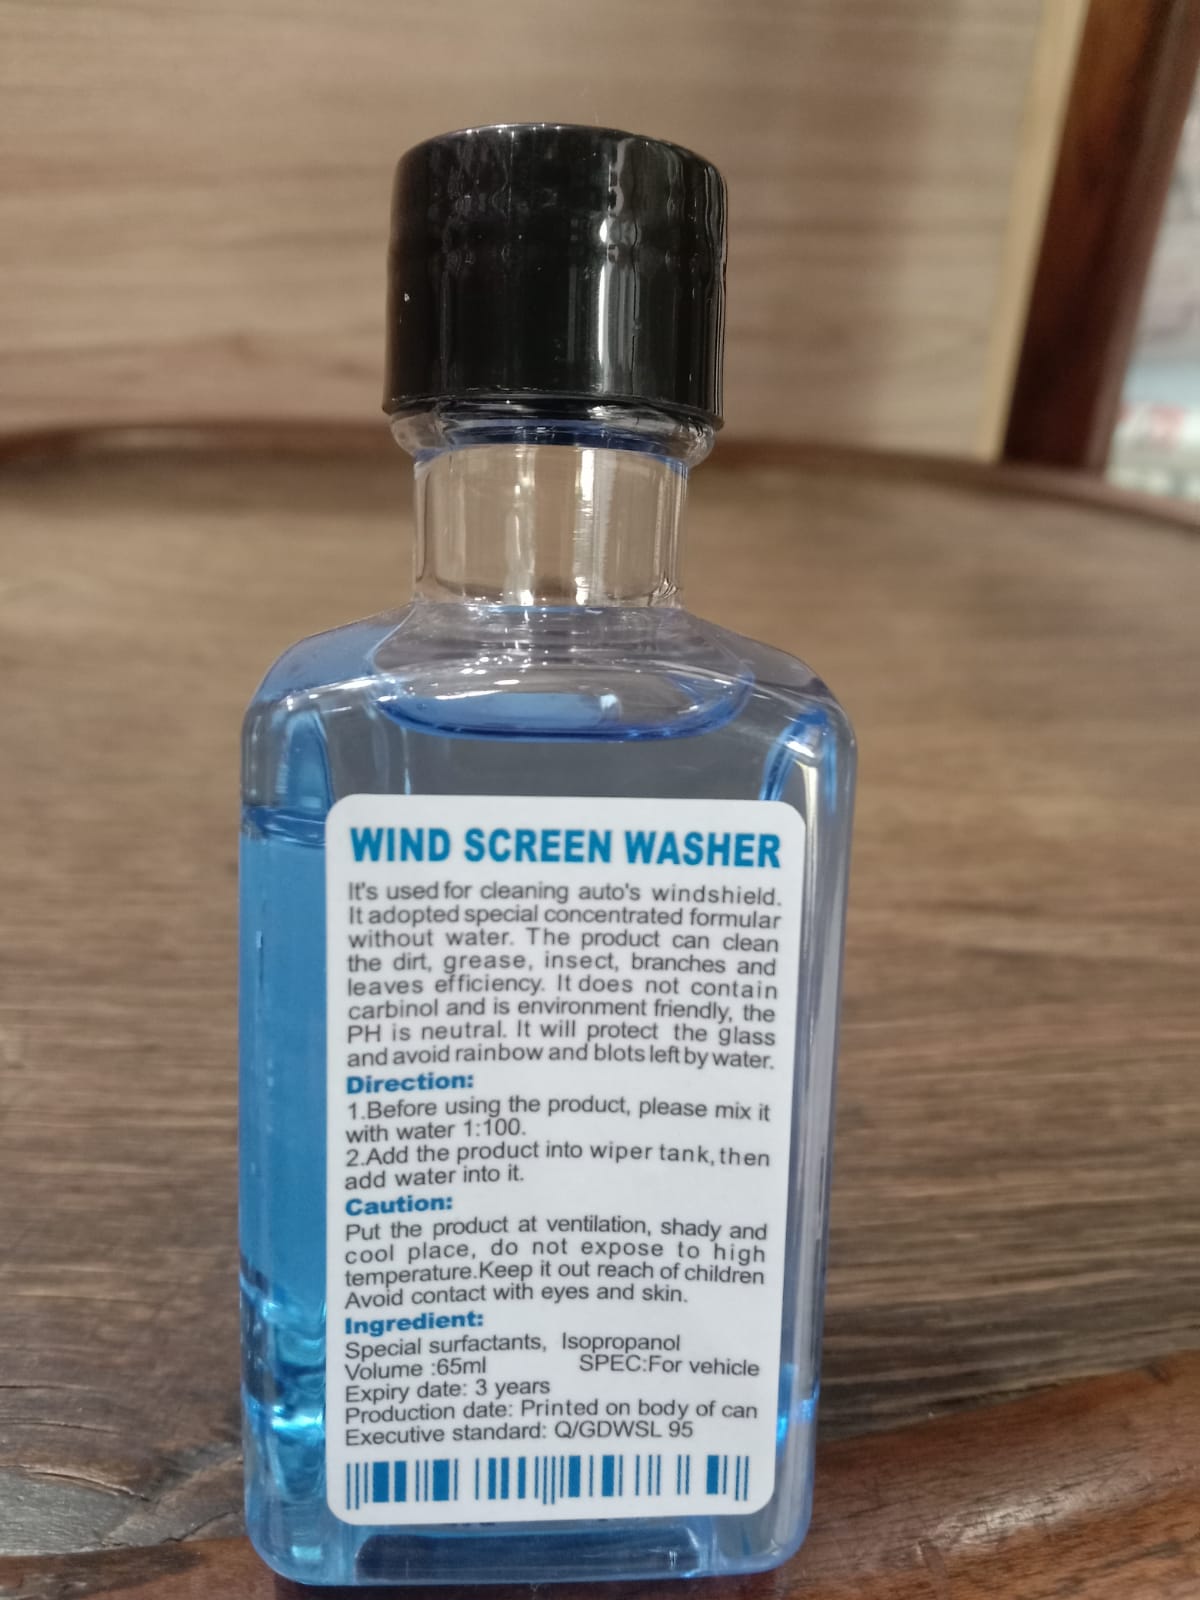 WIND SCREEN WASHER
It's used for cleaning auto's windshield.
It adopted special concentrated formular
without water. The product can clean
the dirt, grease, insect, branches and
leaves efficiency. It does not contain
carbinol and is environment friendly, the
PH is neutral. It will protect the glass
and avoid rainbow and blots left by water.
Direction:
1.Before using the product, please mix it
with water 1:100.
2.Add the product into wiper tank,then
add water into it.
Caution:
Put the product at ventilation, shady and
cool place, do not expose to high
temperature.Keep it out reach of children
Avoid contact with eyes and skin.
Ingredient:
Special surfactants, Isopropanol
Volume :65ml SPEC:For vehicle
Expiry date: 3 years
Production date: Printed on body of can
Executive standard: Q/GDWSL 95